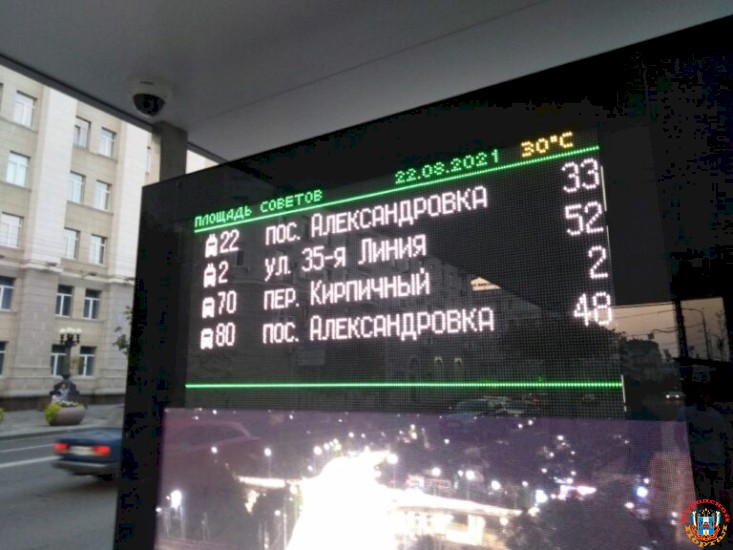 22.08.2021 30°C
ПЛОЩАДЬ СОВЕТОВ
22 пос. АЛЕКСАНДРОВКА 33
2 ул. 35-я Линия 52
70 пер. Кирпичный 2
80 пос. АЛЕКСАНДРОВКА 48